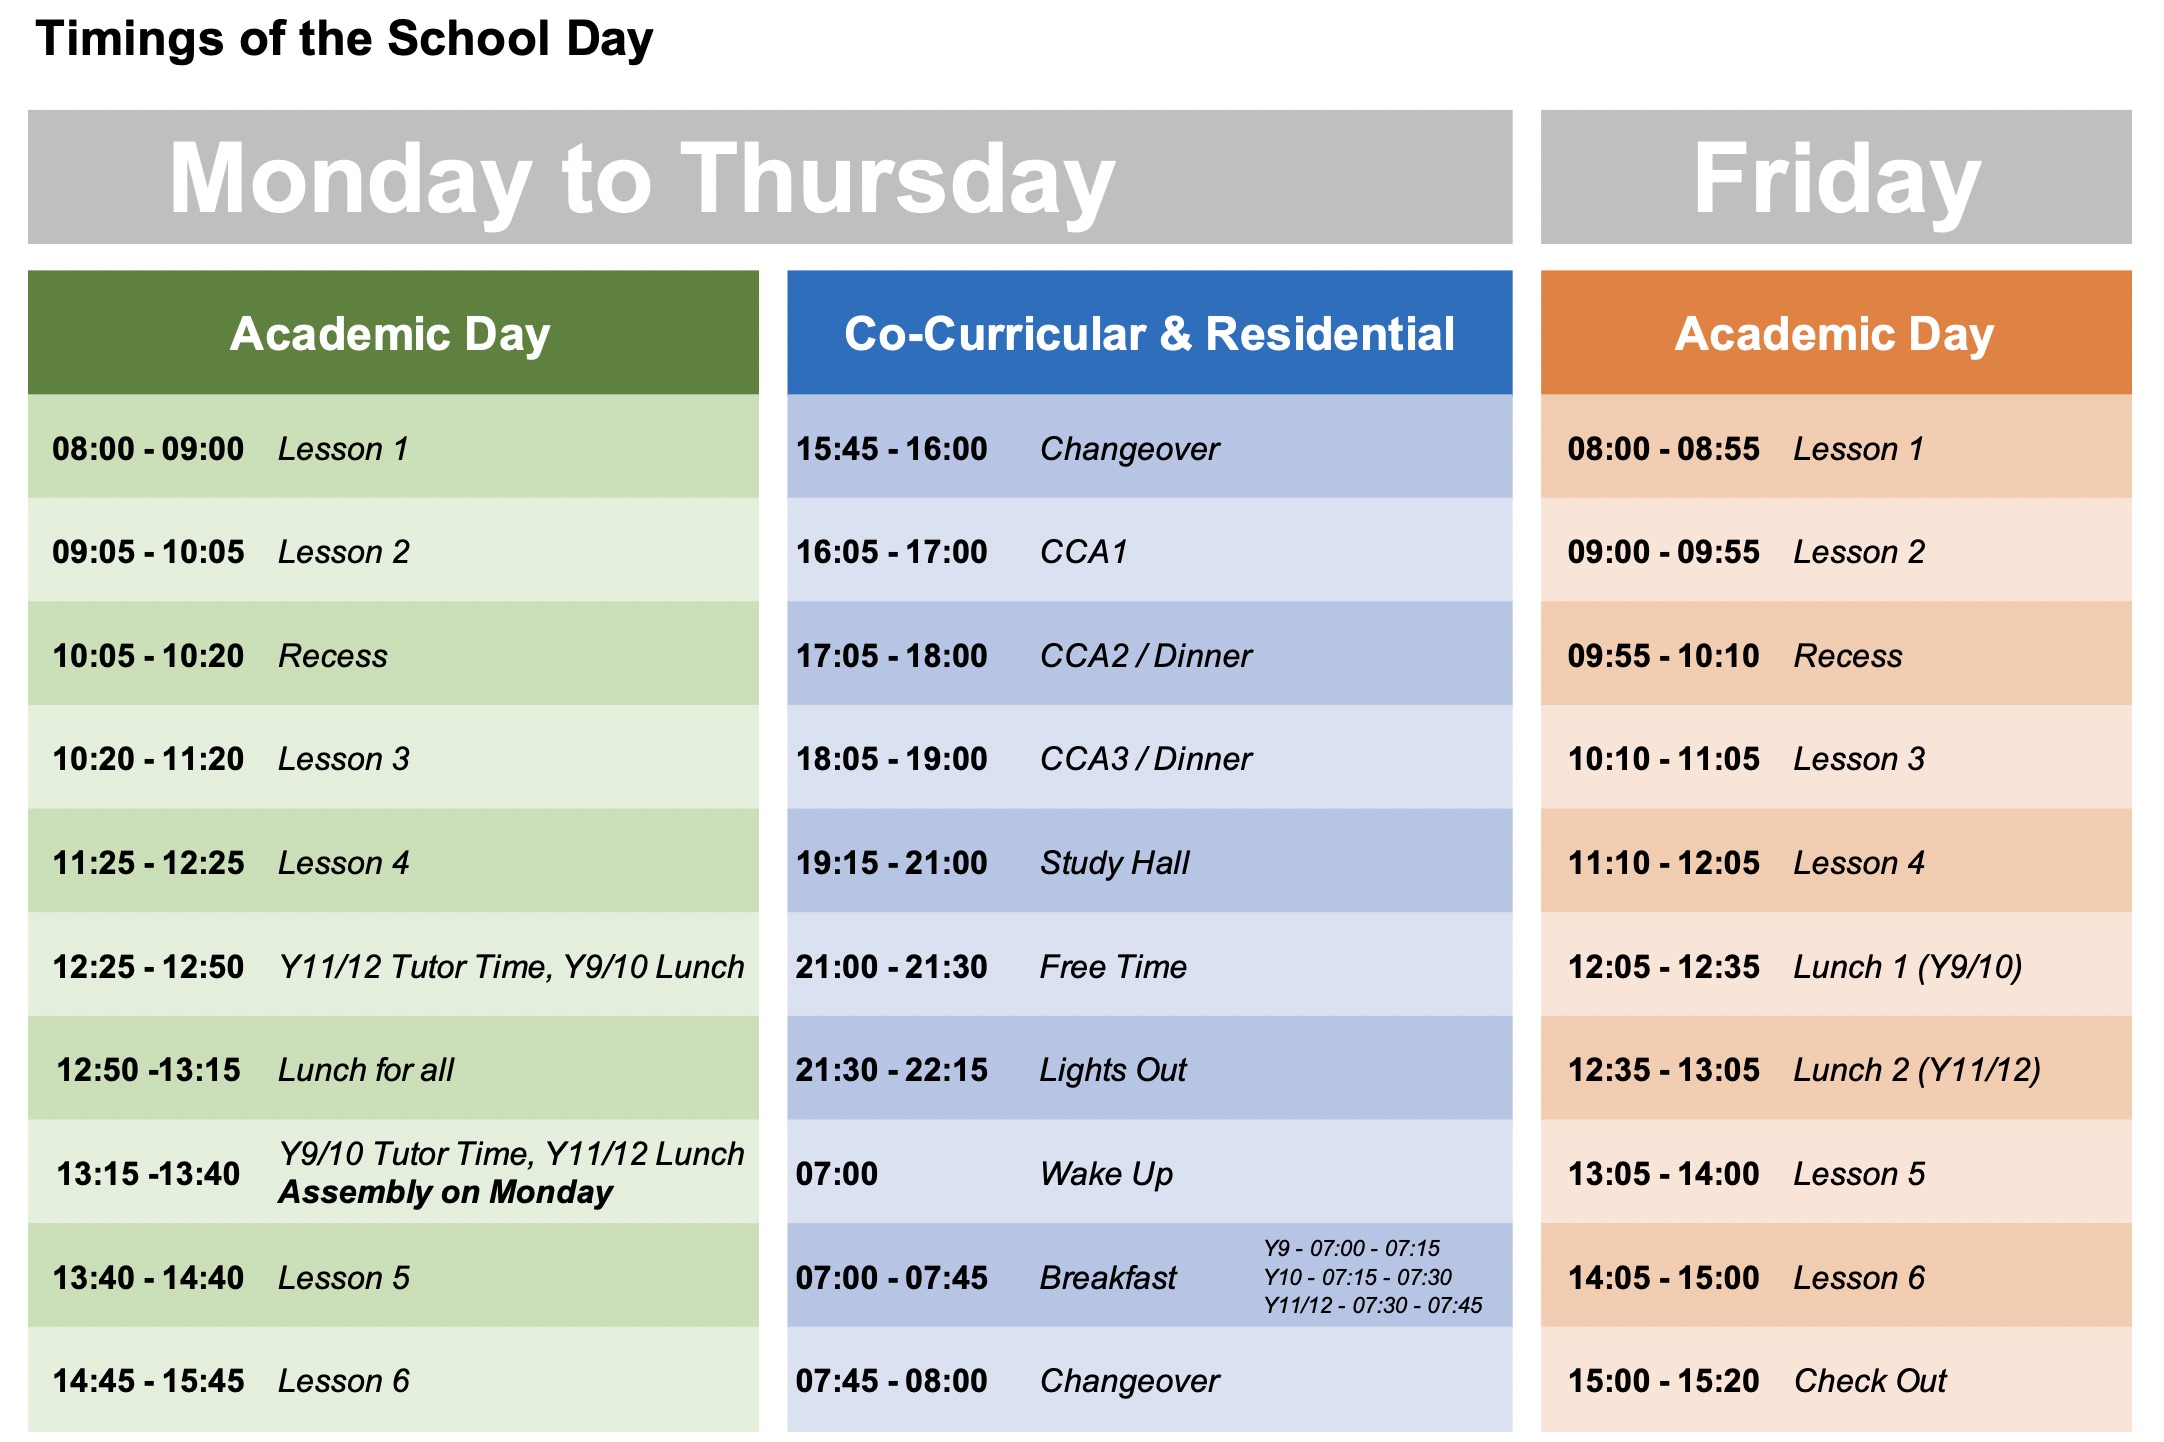 Timings of the School Day
Monday to Thursday
Academic Day
08:00 - 09:00 Lesson 1
09:05 - 10:05 Lesson 2
10:05 - 10:20 Recess
10:20 - 11:20 Lesson 3
11:25 - 12:25 Lesson 4
12:25 - 12:50 Y11/12 Tutor Time, Y9/10 Lunch
12:50 -13:15 Lunch for all
13:15 -13:40 Y9/10 Tutor Time, Y11/12 Lunch
Assembly on Monday
13:40 - 14:40 Lesson 5
14:45 - 15:45 Lesson 6
Co-Curricular & Residential
15:45 - 16:00 Changeover
16:05 - 17:00 CCA1
17:05 - 18:00 CCA2 / Dinner
18:05 - 19:00 CCA3 / Dinner
19:15 - 21:00 Study Hall
21:00 - 21:30 Free Time
21:30 - 22:15 Lights Out
07:00 Wake Up
07:00 - 07:45 Breakfast
Y9 - 07:00 - 07:15
Y10 - 07:15 - 07:30
Y11/12 - 07:30 - 07:45
07:45 - 08:00 Changeover
Friday
Academic Day
08:00 - 08:55 Lesson 1
09:00 - 09:55 Lesson 2
09:55 - 10:10 Recess
10:10 - 11:05 Lesson 3
11:10 - 12:05 Lesson 4
12:05 - 12:35 Lunch 1 (Y9/10)
12:35 - 13:05 Lunch 2 (Y11/12)
13:05 - 14:00 Lesson 5
14:05 - 15:00 Lesson 6
15:00 - 15:20 Check Out